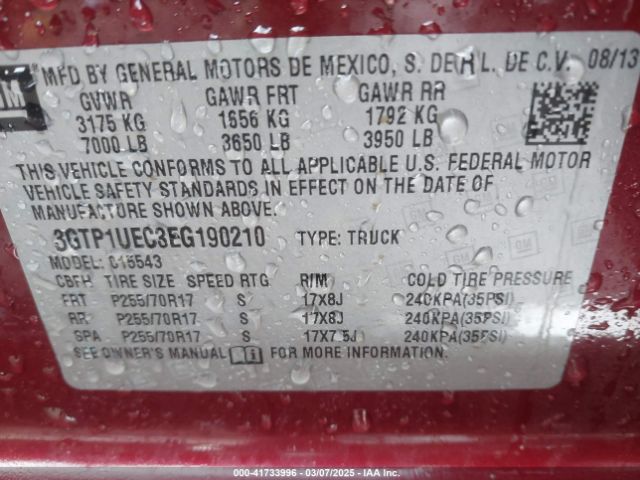 GM
MFD BY GENERAL MOTORS DE MEXICO, S. DE R.L. DE C.V. 08/13
GVWR GAWR FRT GAWR RR
3175 KG 1656 KG 1792 KG
7000 LB 3650 LB 3950 LB
THIS VEHICLE CONFORMS TO ALL APPLICABLE U.S. FEDERAL MOTOR
VEHICLE SAFETY STANDARDS IN EFFECT ON THE DATE OF
MANUFACTURE SHOWN ABOVE.
3GTP1UEC3EG190210 TYPE: TRUCK
MODEL: C15543
CBFH TIRE SIZE SPEED RTG RIM COLD TIRE PRESSURE
FRT P255/70R17 S 17X8J 240KPA(35PSI)
RR P255/70R17 S 17X8J 240KPA(35PSI)
SPA P255/70R17 S 17X7.5J 240KPA(35PSI)
SEE OWNER'S MANUAL FOR MORE INFORMATION.
000-41733996 — 03/07/2025 — IAA Inc.